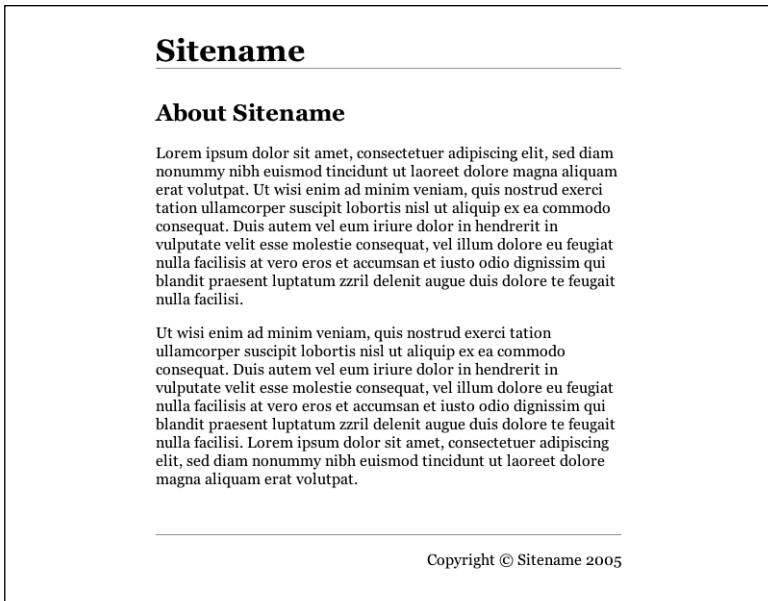 Sitename
About Sitename
Lorem ipsum dolor sit amet, consectetuer adipiscing elit, sed diam
nonummy nibh euismod tincidunt ut laoreet dolore magna aliquam
erat volutpat. Ut wisi enim ad minim veniam, quis nostrud exerci
tation ullamcorper suscipit lobortis nisl ut aliquip ex ea commodo
consequat. Duis autem vel eum iriure dolor in hendrerit in
vulputate velit esse molestie consequat, vel illum dolore eu feugiat
nulla facilisis at vero eros et accumsan et iusto odio dignissim qui
blandit praesent luptatum zzril delenit augue duis dolore te feugait
nulla facilisi.
Ut wisi enim ad minim veniam, quis nostrud exerci tation
ullamcorper suscipit lobortis nisl ut aliquip ex ea commodo
consequat. Duis autem vel eum iriure dolor in hendrerit in
vulputate velit esse molestie consequat, vel illum dolore eu feugiat
nulla facilisis at vero eros et accumsan et iusto odio dignissim qui
blandit praesent luptatum zzril delenit augue duis dolore te feugait
nulla facilisi. Lorem ipsum dolor sit amet, consectetuer adipiscing
elit, sed diam nonummy nibh euismod tincidunt ut laoreet dolore
magna aliquam erat volutpat.
Copyright © Sitename 2005